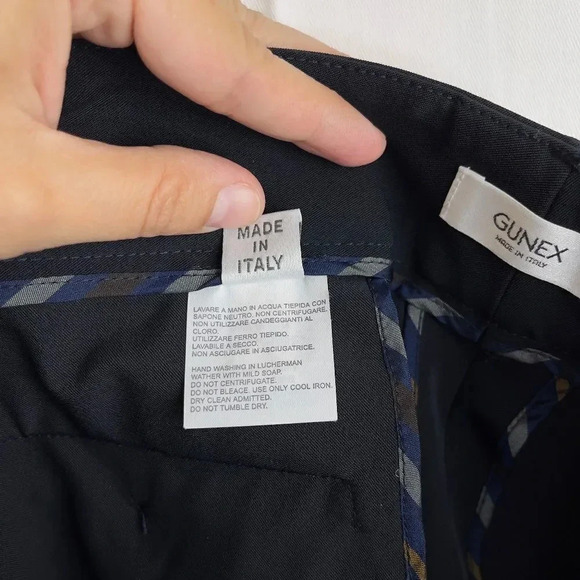 MADE
IN
ITALY
GUNEX
MADE IN ITALY
LAVARE A MANO IN ACQUA TIEPIDA CON
SAPONE NEUTRO. NON CENTRIFUGARE.
NON UTILIZZARE CANDEGGIANTI AL
CLORO.
UTILIZZARE FERRO TIEPIDO.
LAVABILE A SECCO.
NON ASCIUGARE IN ASCIUGATRICE.
HAND WASHING IN LUCHERMAN
WATHER WITH MILD SOAP.
DO NOT CENTRIFUGATE.
DO NOT BLEACE. USE ONLY COOL IRON.
DRY CLEAN ADMITTED.
DO NOT TUMBLE DRY.